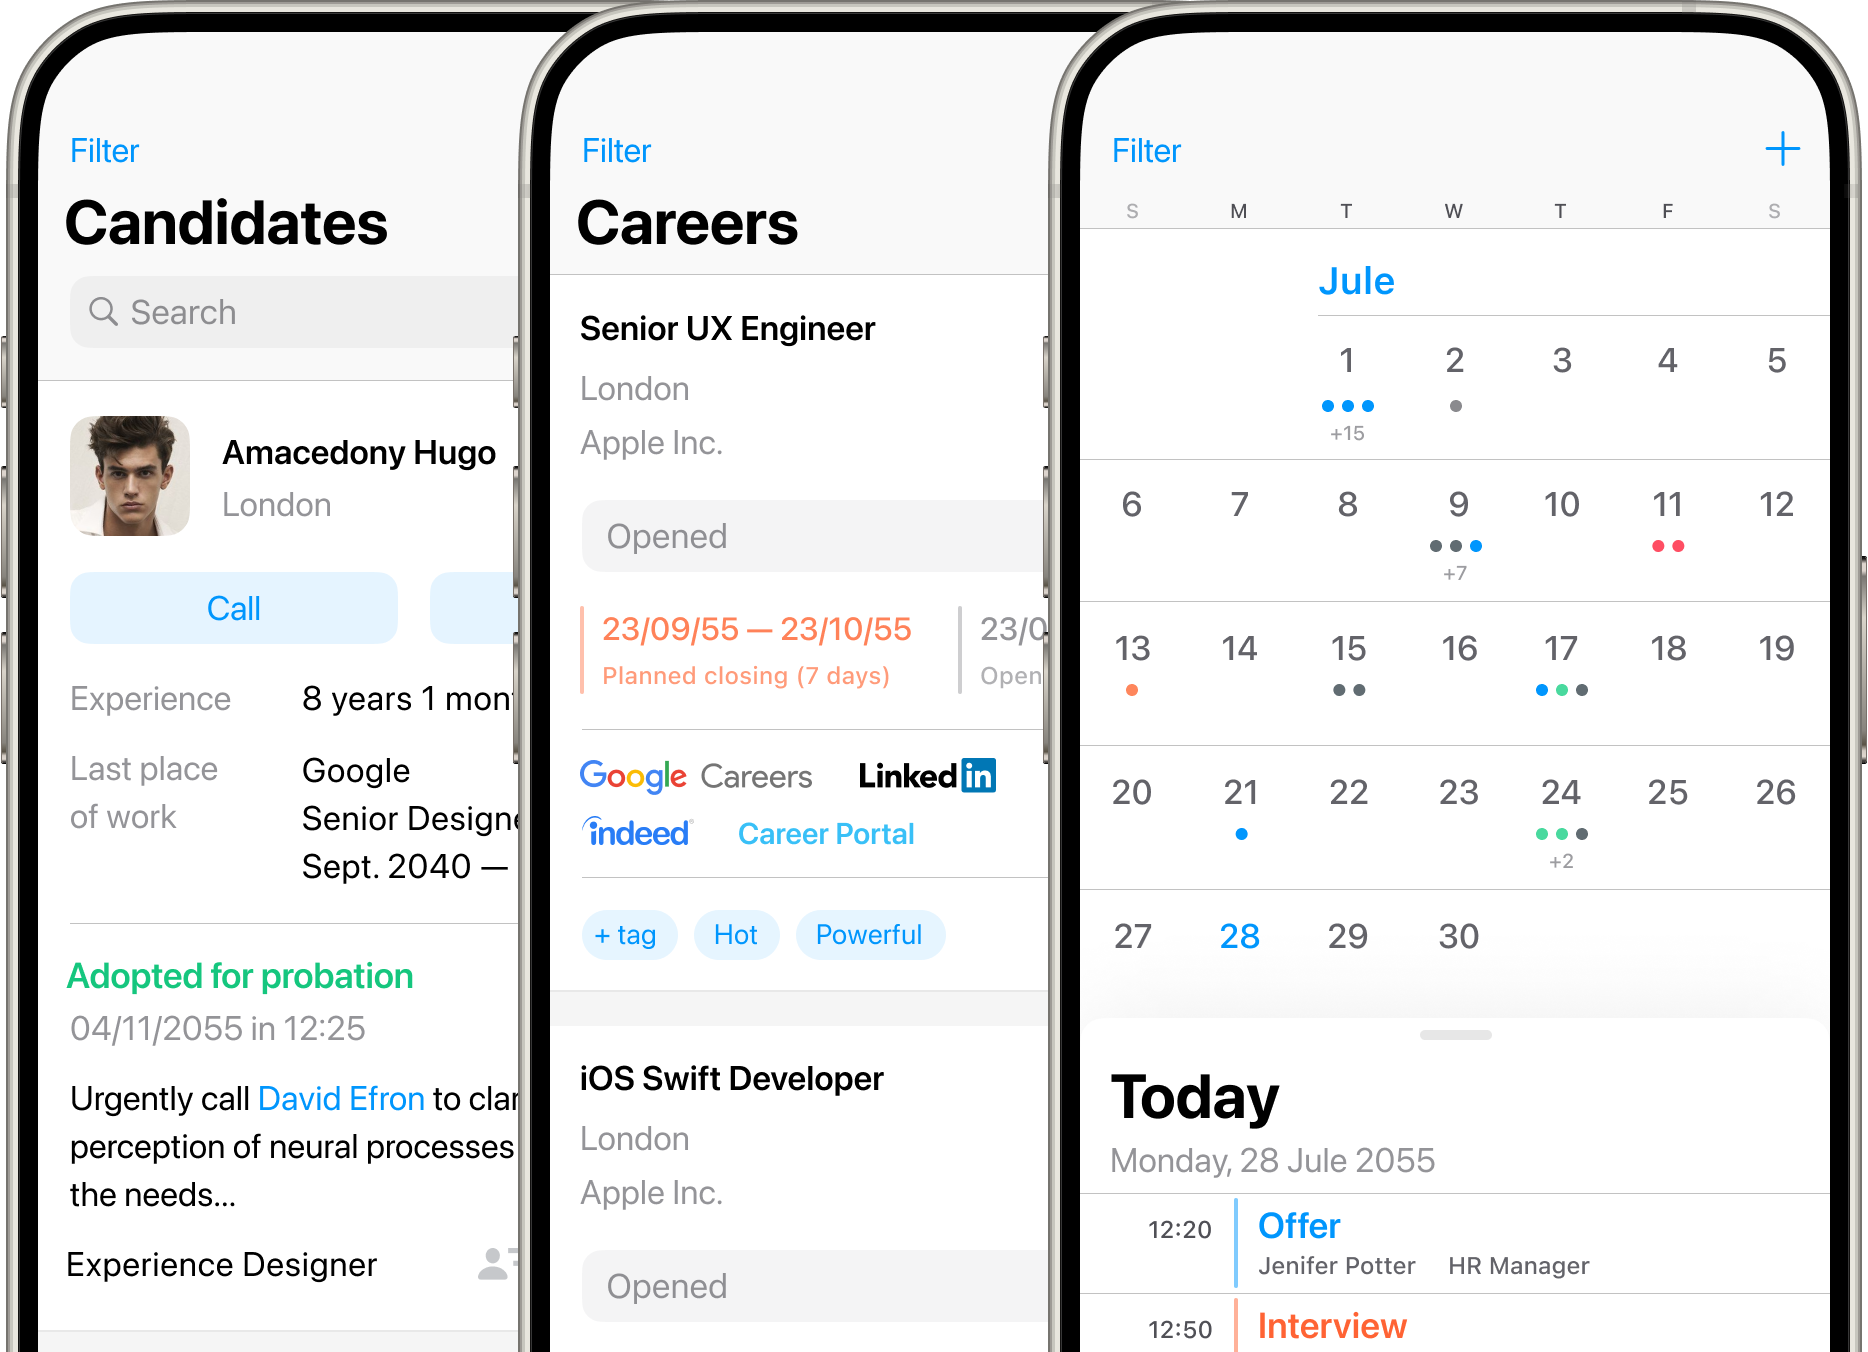 Filter
Candidates
Search
Amacedony Hugo
London
Call
Experience
8 years 1 mon
Last place
of work
Google
Senior Designe
Sept. 2040 —
Adopted for probation
04/11/2055 in 12:25
Urgently call David Efron to clar
perception of neural processes
the needs...
Experience Designer
Filter
Careers
Senior UX Engineer
London
Apple Inc.
Opened
23/09/55 — 23/10/55
Planned closing (7 days)
23/0
Open
Google Careers
LinkedIn
indeed
Career Portal
+ tag Hot Powerful
iOS Swift Developer
London
Apple Inc.
Opened
Filter
S M T W T F S
Jule
1 2 3 4 5
+15
6 7 8 9 10 11 12
+7
13 14 15 16 17 18 19
20 21 22 23 24 25 26
+2
27 28 29 30
Today
Monday, 28 Jule 2055
12:20 Offer
Jenifer Potter HR Manager
12:50 Interview